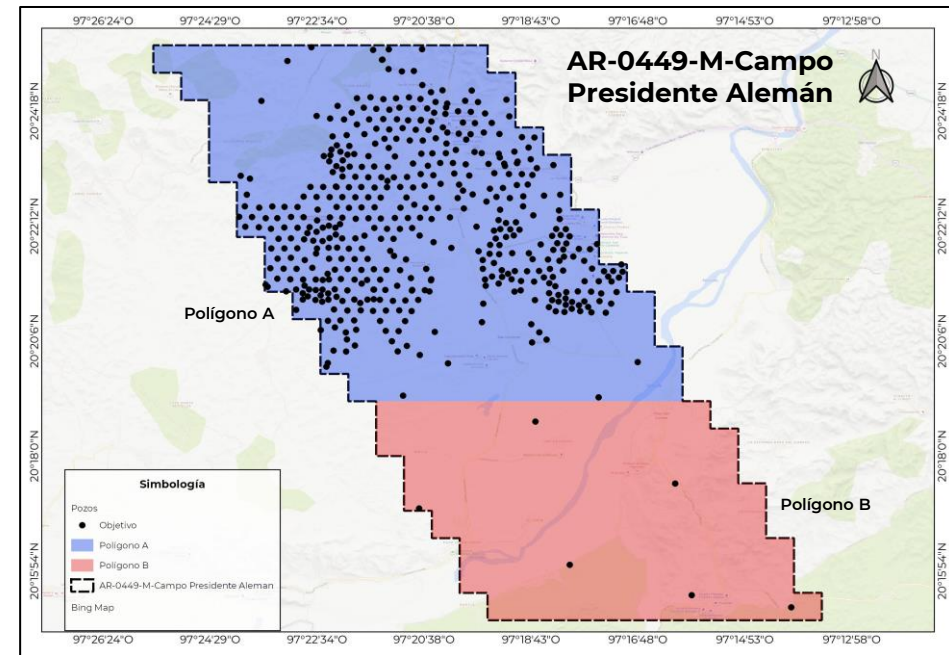 97°26'24"O 97°24'29"O 97°22'34"O 97°20'38"O 97°18'43"O 97°16'48"O 97°14'53"O 97°12'58"O
AR-0449-M-Campo
Presidente Alemán
N
20°24'18"N 20°24'18"N
20°22'12"N 20°22'12"N
Polígono A
20°20'6"N 20°20'6"N
20°18'0"N 20°18'0"N
Polígono B
20°15'54"N 20°15'54"N
Simbología
Pozos
Objetivo
Polígono A
Polígono B
AR-0449-M-Campo Presidente Aleman
Bing Map
97°26'24"O 97°24'29"O 97°22'34"O 97°20'38"O 97°18'43"O 97°16'48"O 97°14'53"O 97°12'58"O